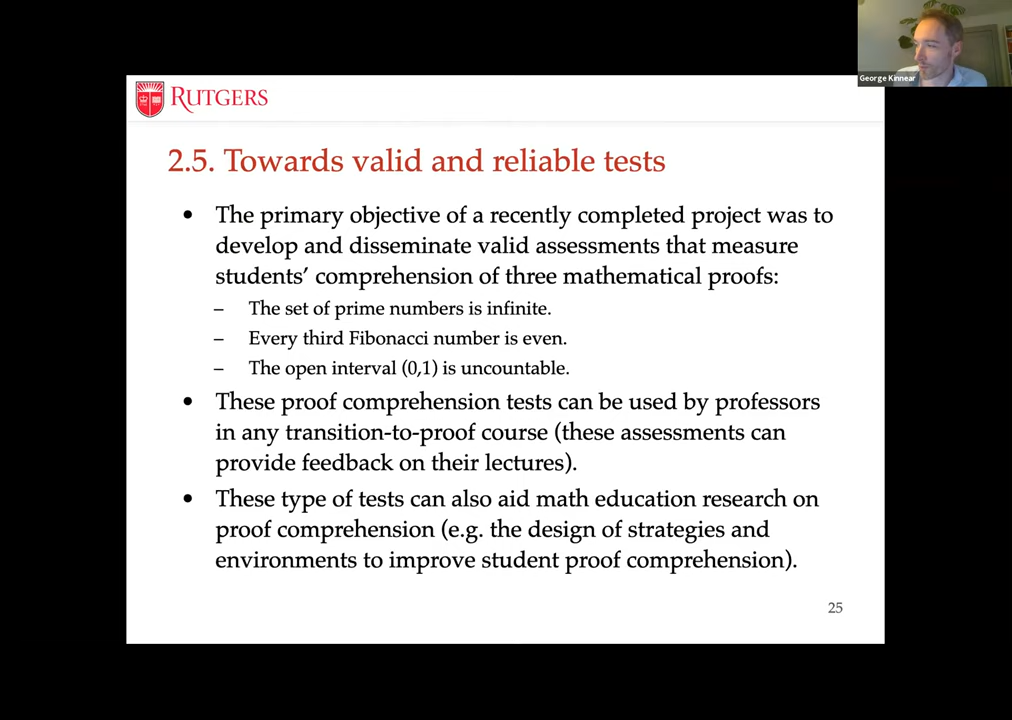 George Kinnear
RUTGERS
2.5. Towards valid and reliable tests
• The primary objective of a recently completed project was to
develop and disseminate valid assessments that measure
students' comprehension of three mathematical proofs:
– The set of prime numbers is infinite.
– Every third Fibonacci number is even.
– The open interval (0,1) is uncountable.
• These proof comprehension tests can be used by professors
in any transition-to-proof course (these assessments can
provide feedback on their lectures).
• These type of tests can also aid math education research on
proof comprehension (e.g. the design of strategies and
environments to improve student proof comprehension).
25